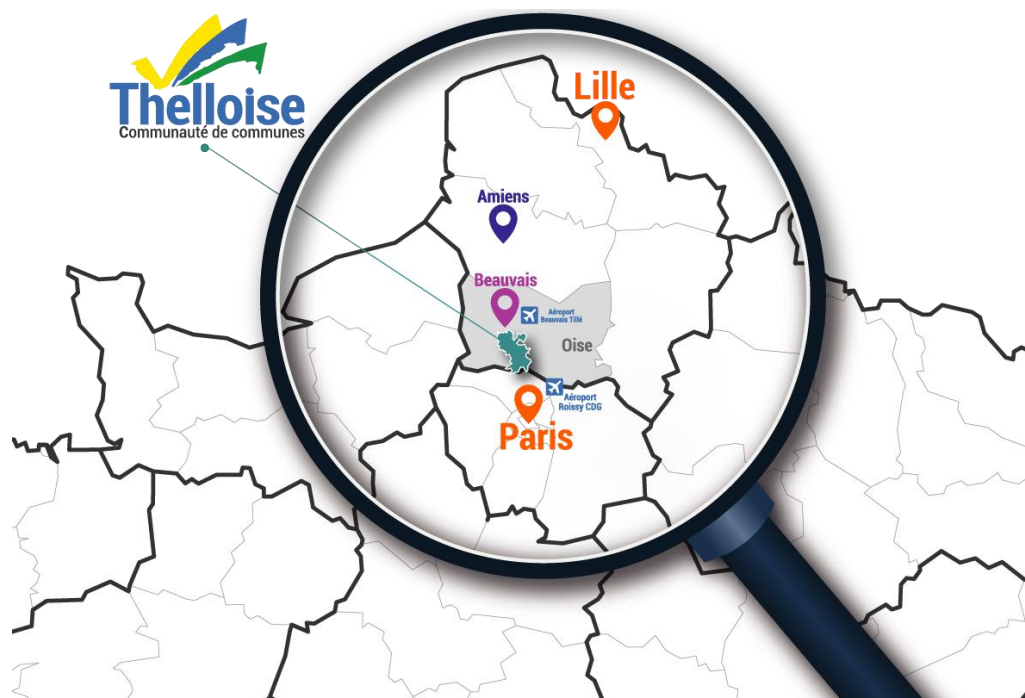 Thelloise
Communauté de communes
Lille
Amiens
Beauvais
Aéroport
Beauvais Tillé
Oise
Aéroport
Roissy CDG
Paris